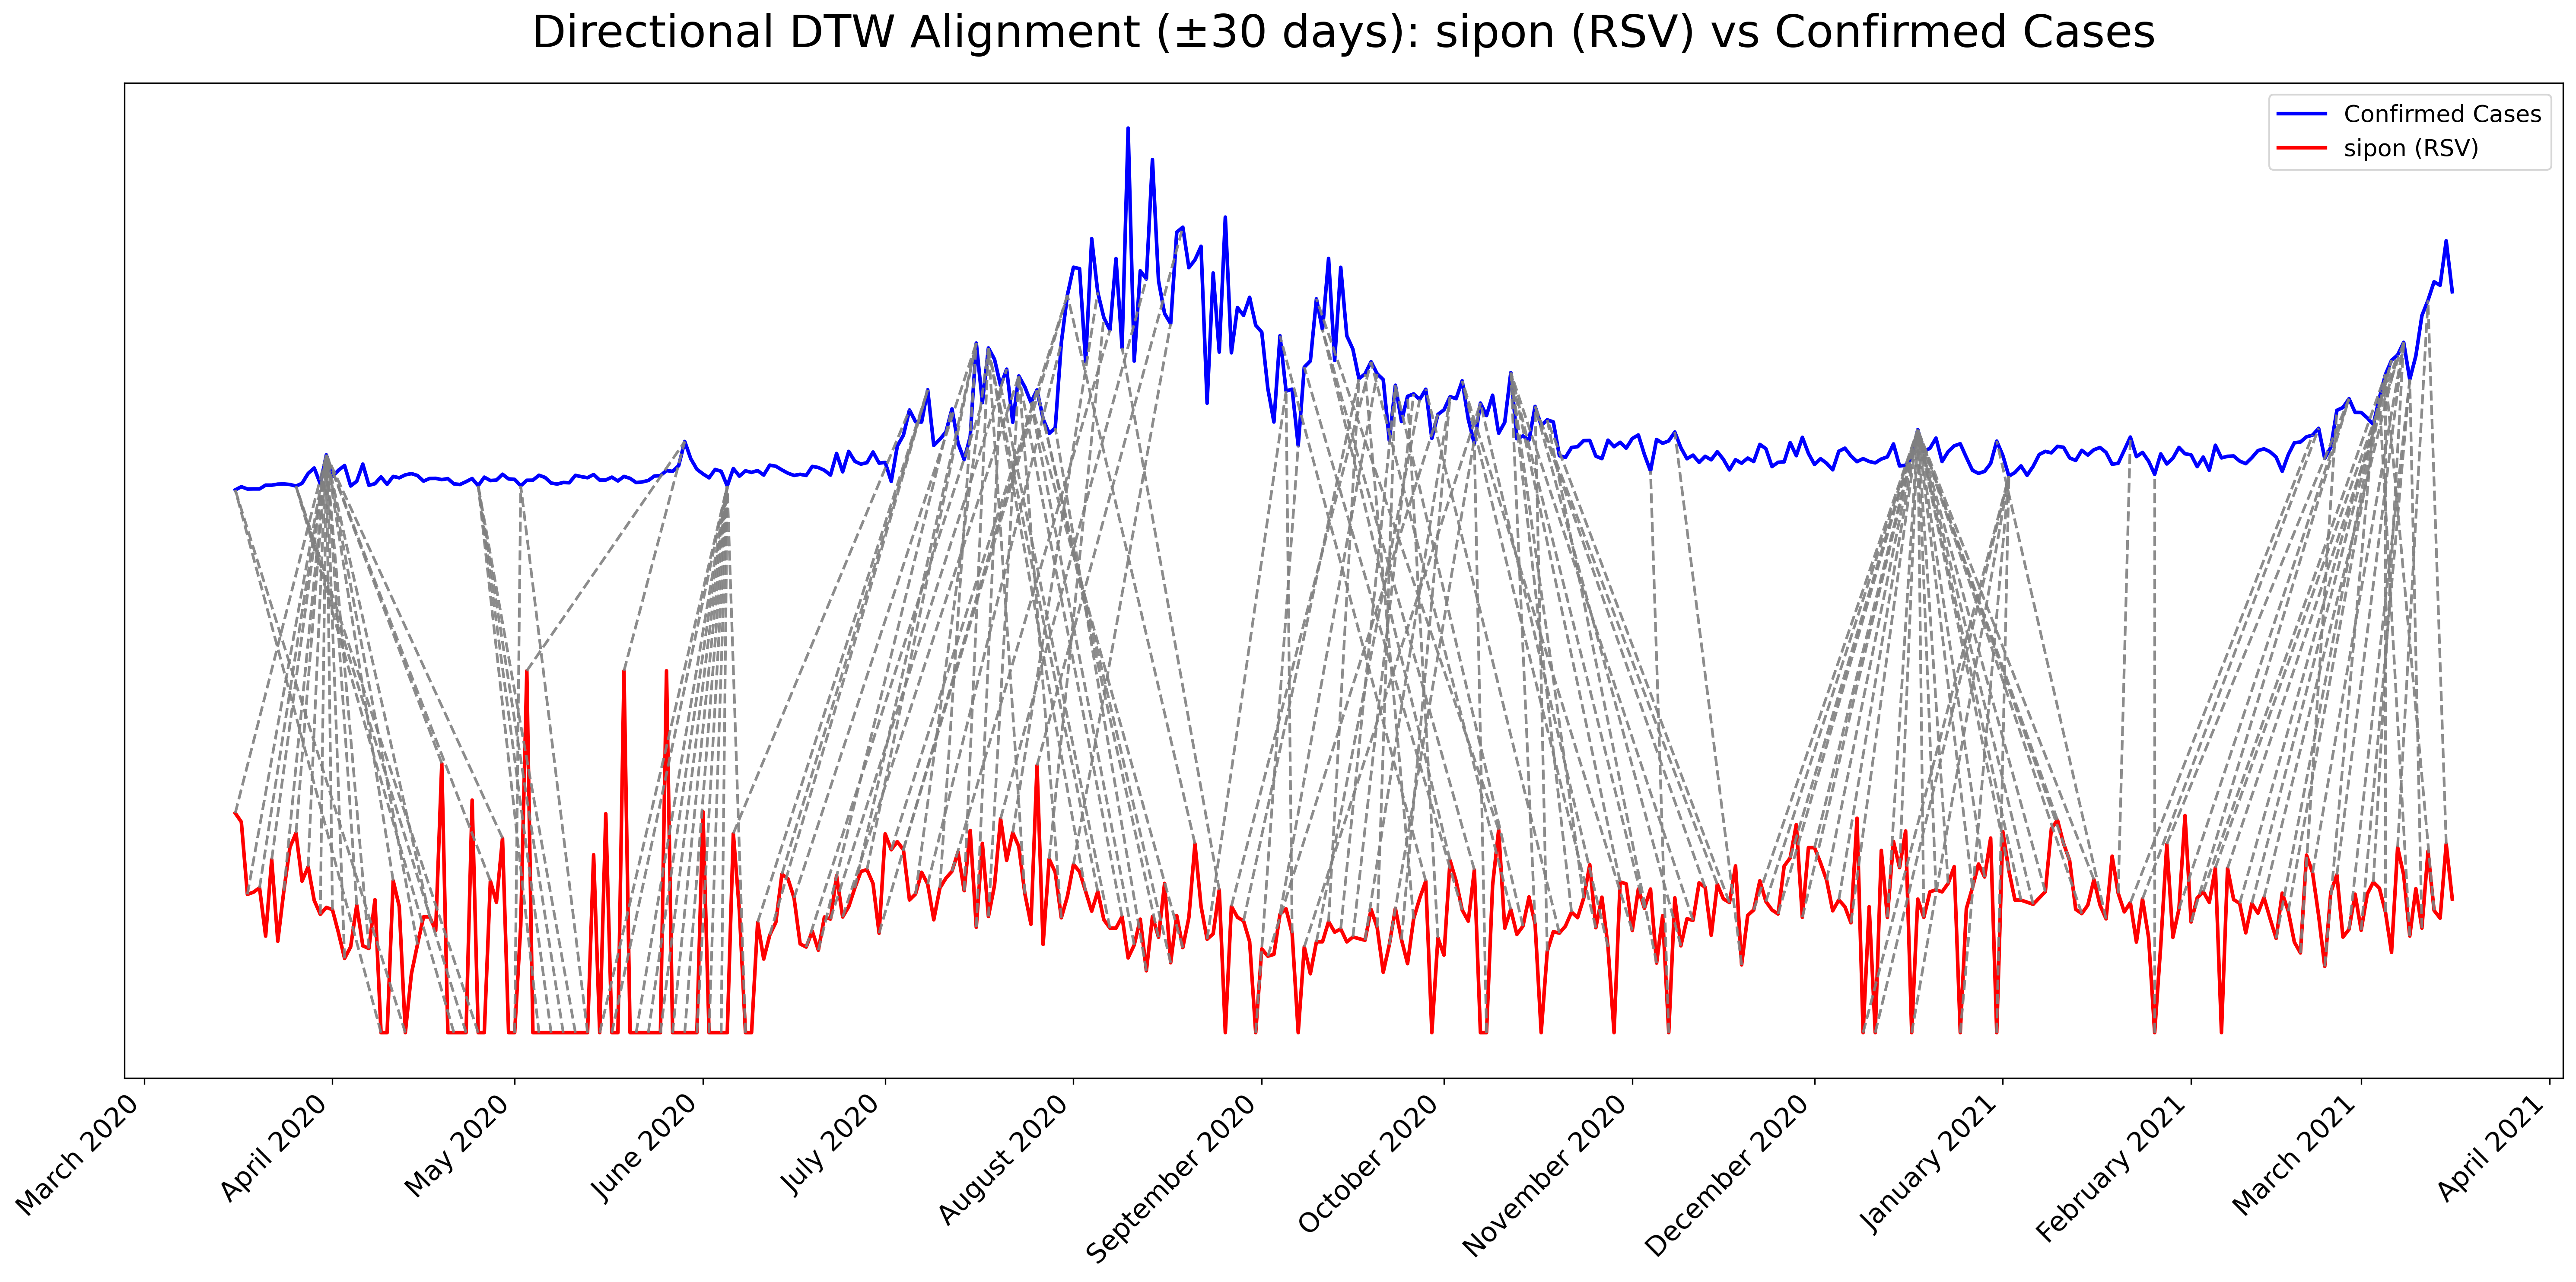 Directional DTW Alignment (±30 days): sipon (RSV) vs Confirmed Cases
Confirmed Cases
sipon (RSV)
March 2020
April 2020
May 2020
June 2020
July 2020
August 2020
September 2020
October 2020
November 2020
December 2020
January 2021
February 2021
March 2021
April 2021